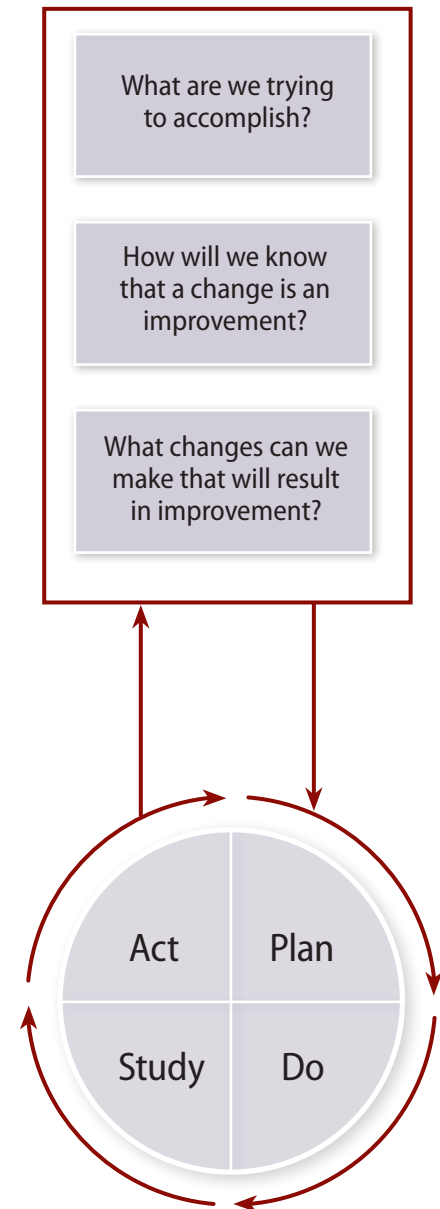 What are we trying
to accomplish?
How will we know
that a change is an
improvement?
What changes can we
make that will result
in improvement?
Act
Plan
Study
Do